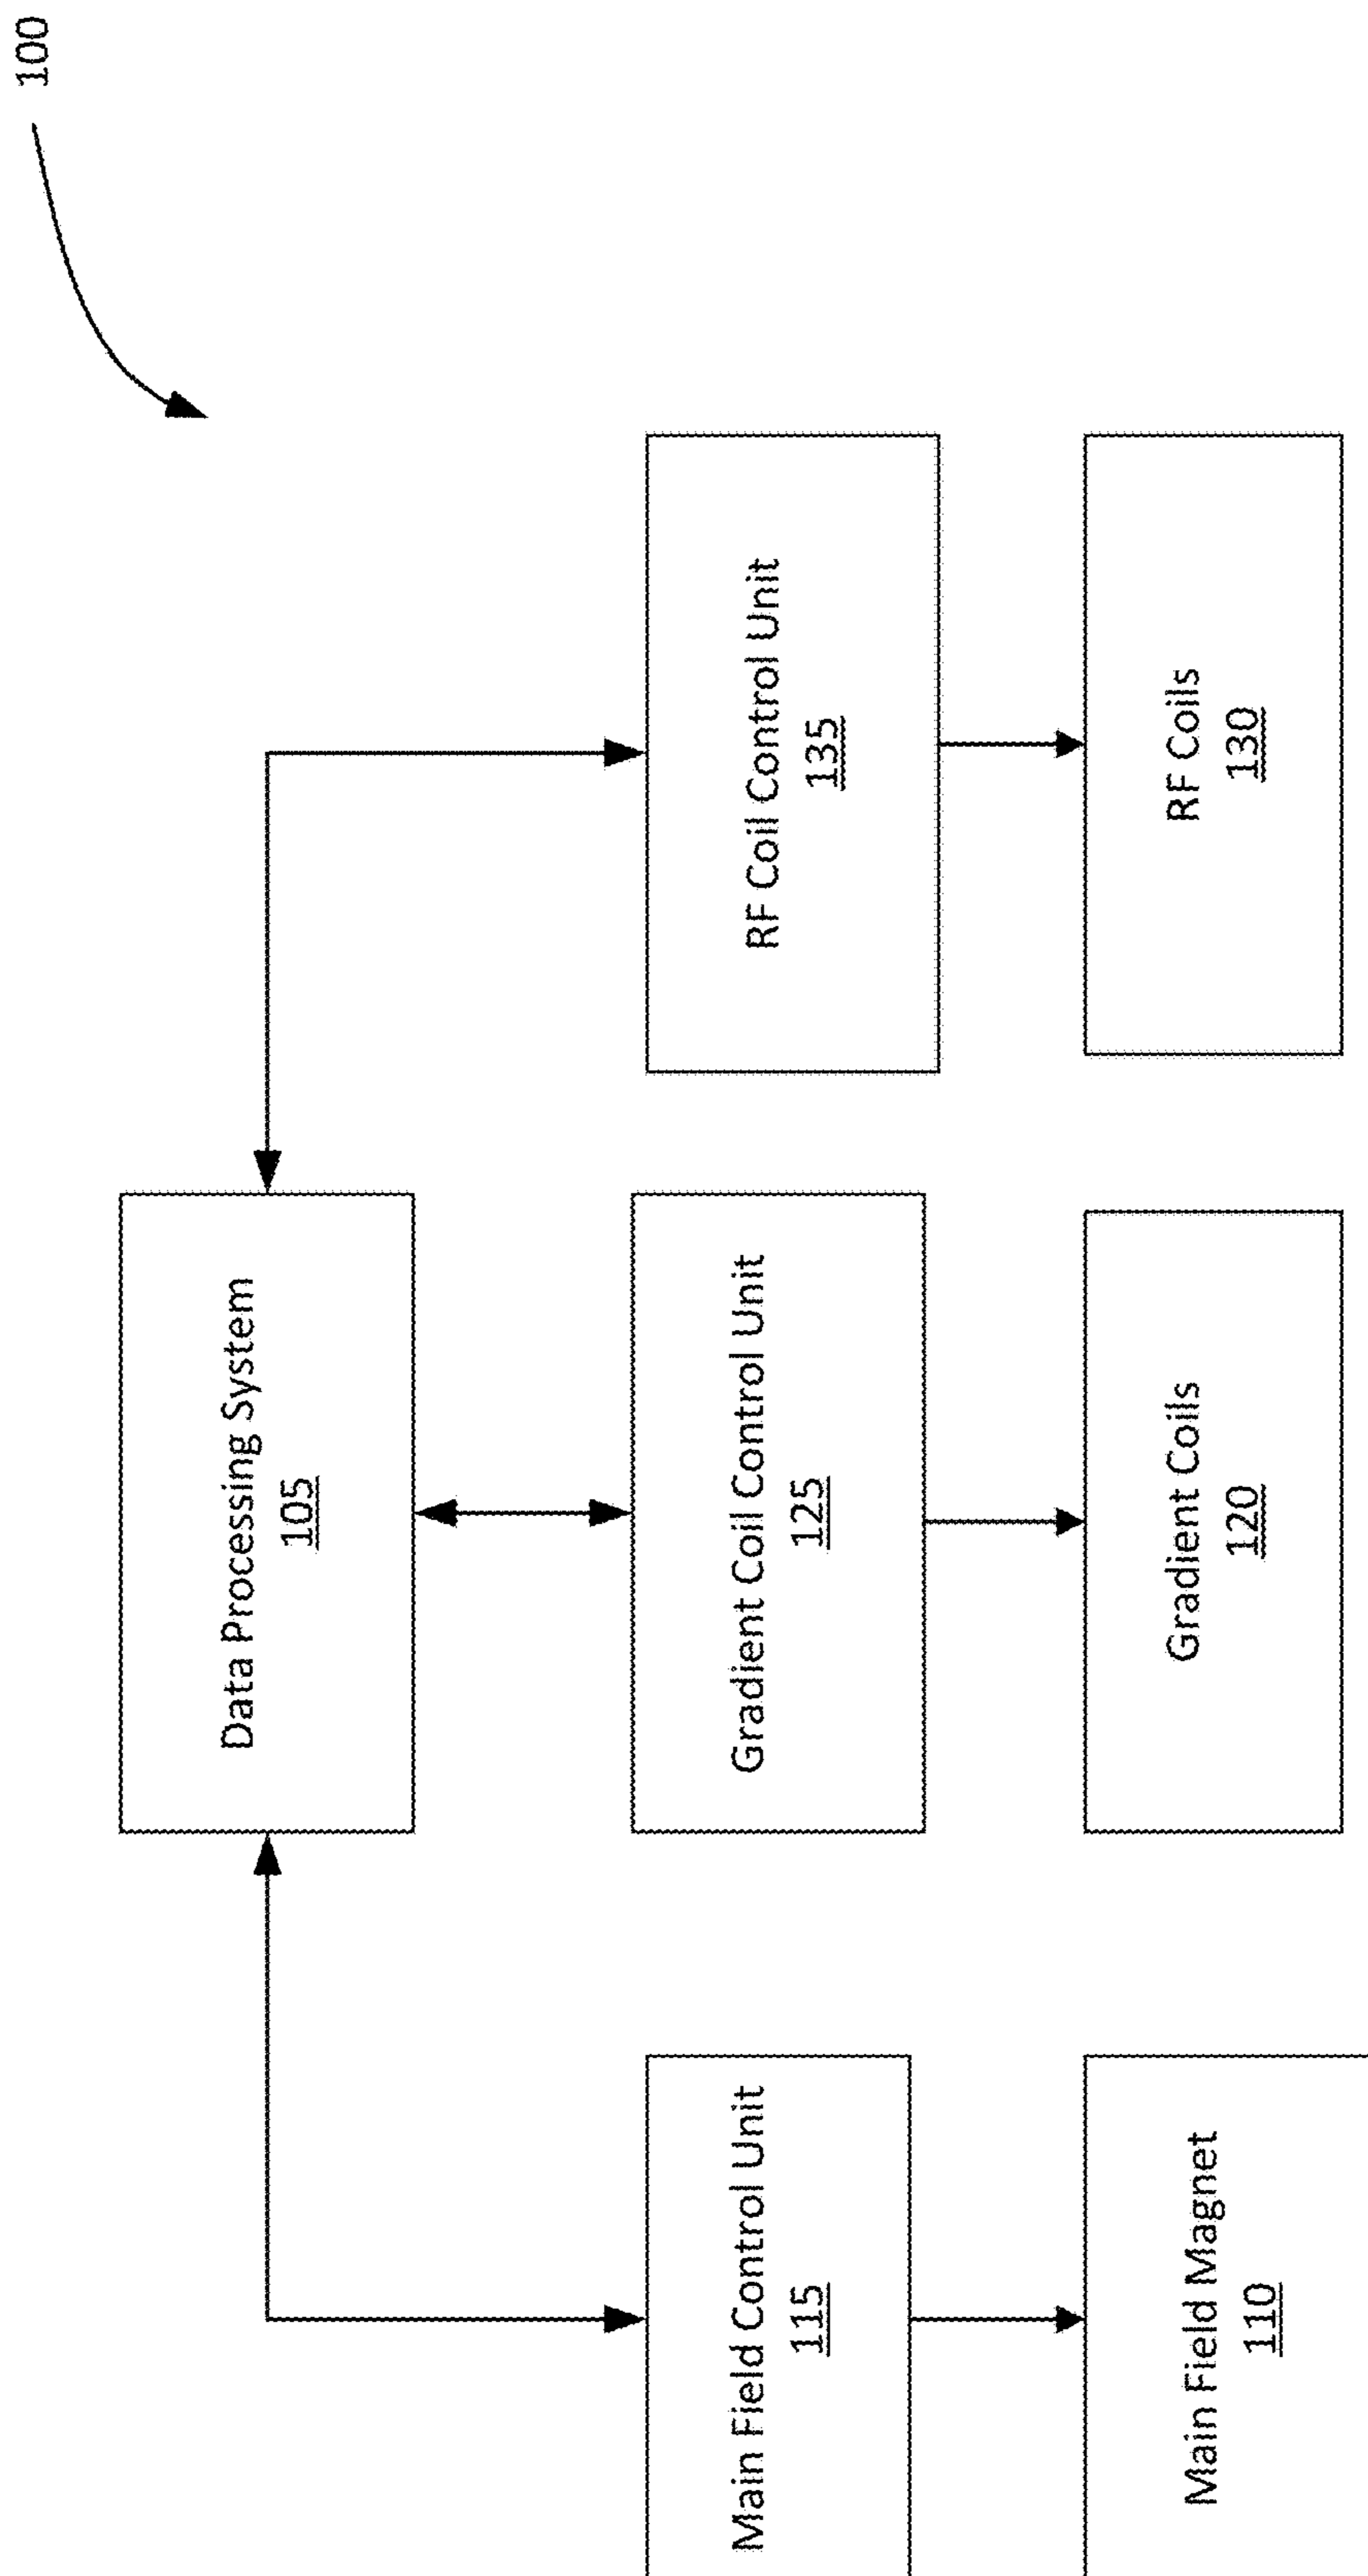 100
Data Processing System
105
Main Field Control Unit
115
Gradient Coil Control Unit
125
RF Coil Control Unit
135
Main Field Magnet
110
Gradient Coils
120
RF Coils
130